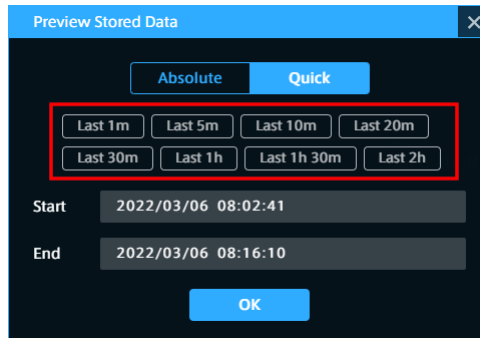 Preview Stored Data
Absolute Quick
Last 1m Last 5m Last 10m Last 20m
Last 30m Last 1h Last 1h 30m Last 2h
Start 2022/03/06 08:02:41
End 2022/03/06 08:16:10
OK